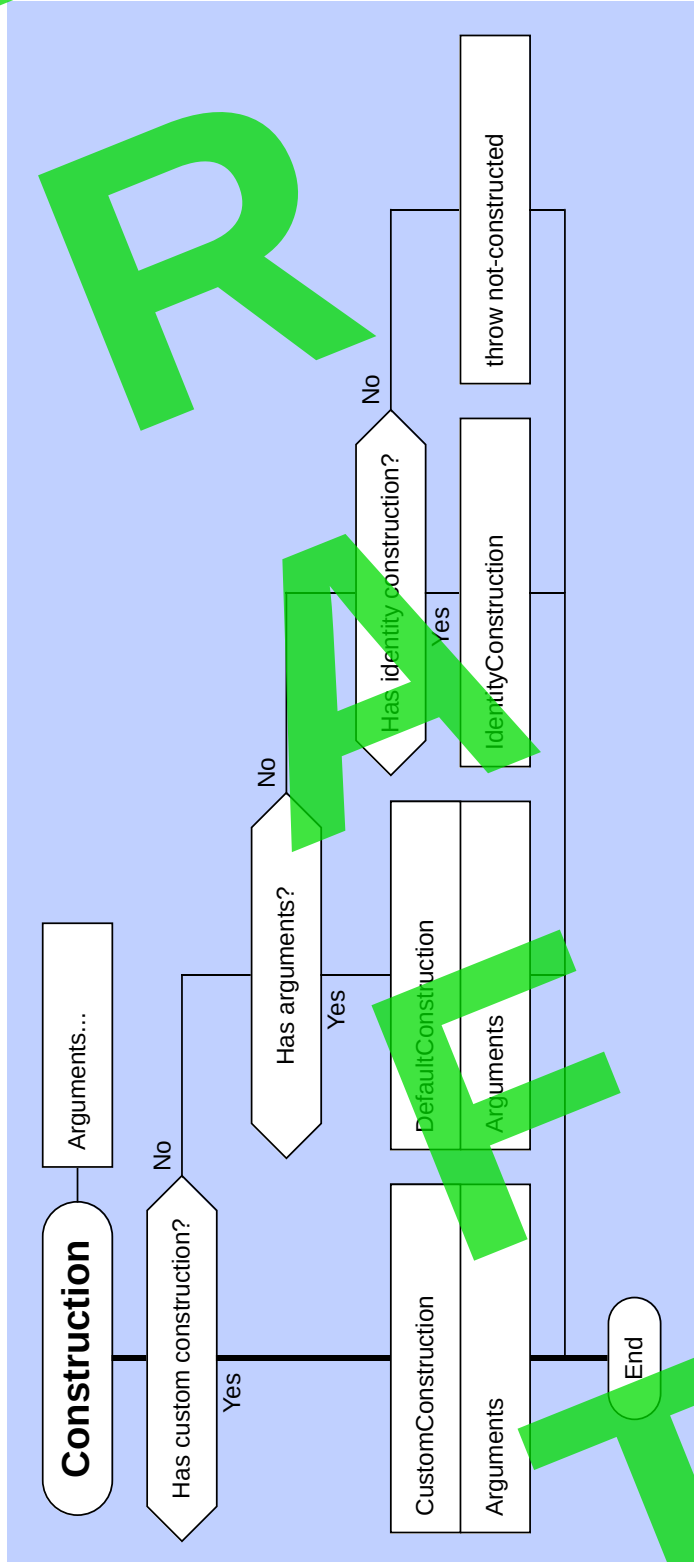 Construction
Arguments...
Has custom construction?
No
Yes
Has arguments?
No
Yes
Has identity construction?
No
Yes
CustomConstruction
Arguments
DefaultConstruction
Arguments
IdentityConstruction
throw not-constructed
End
D R A F T